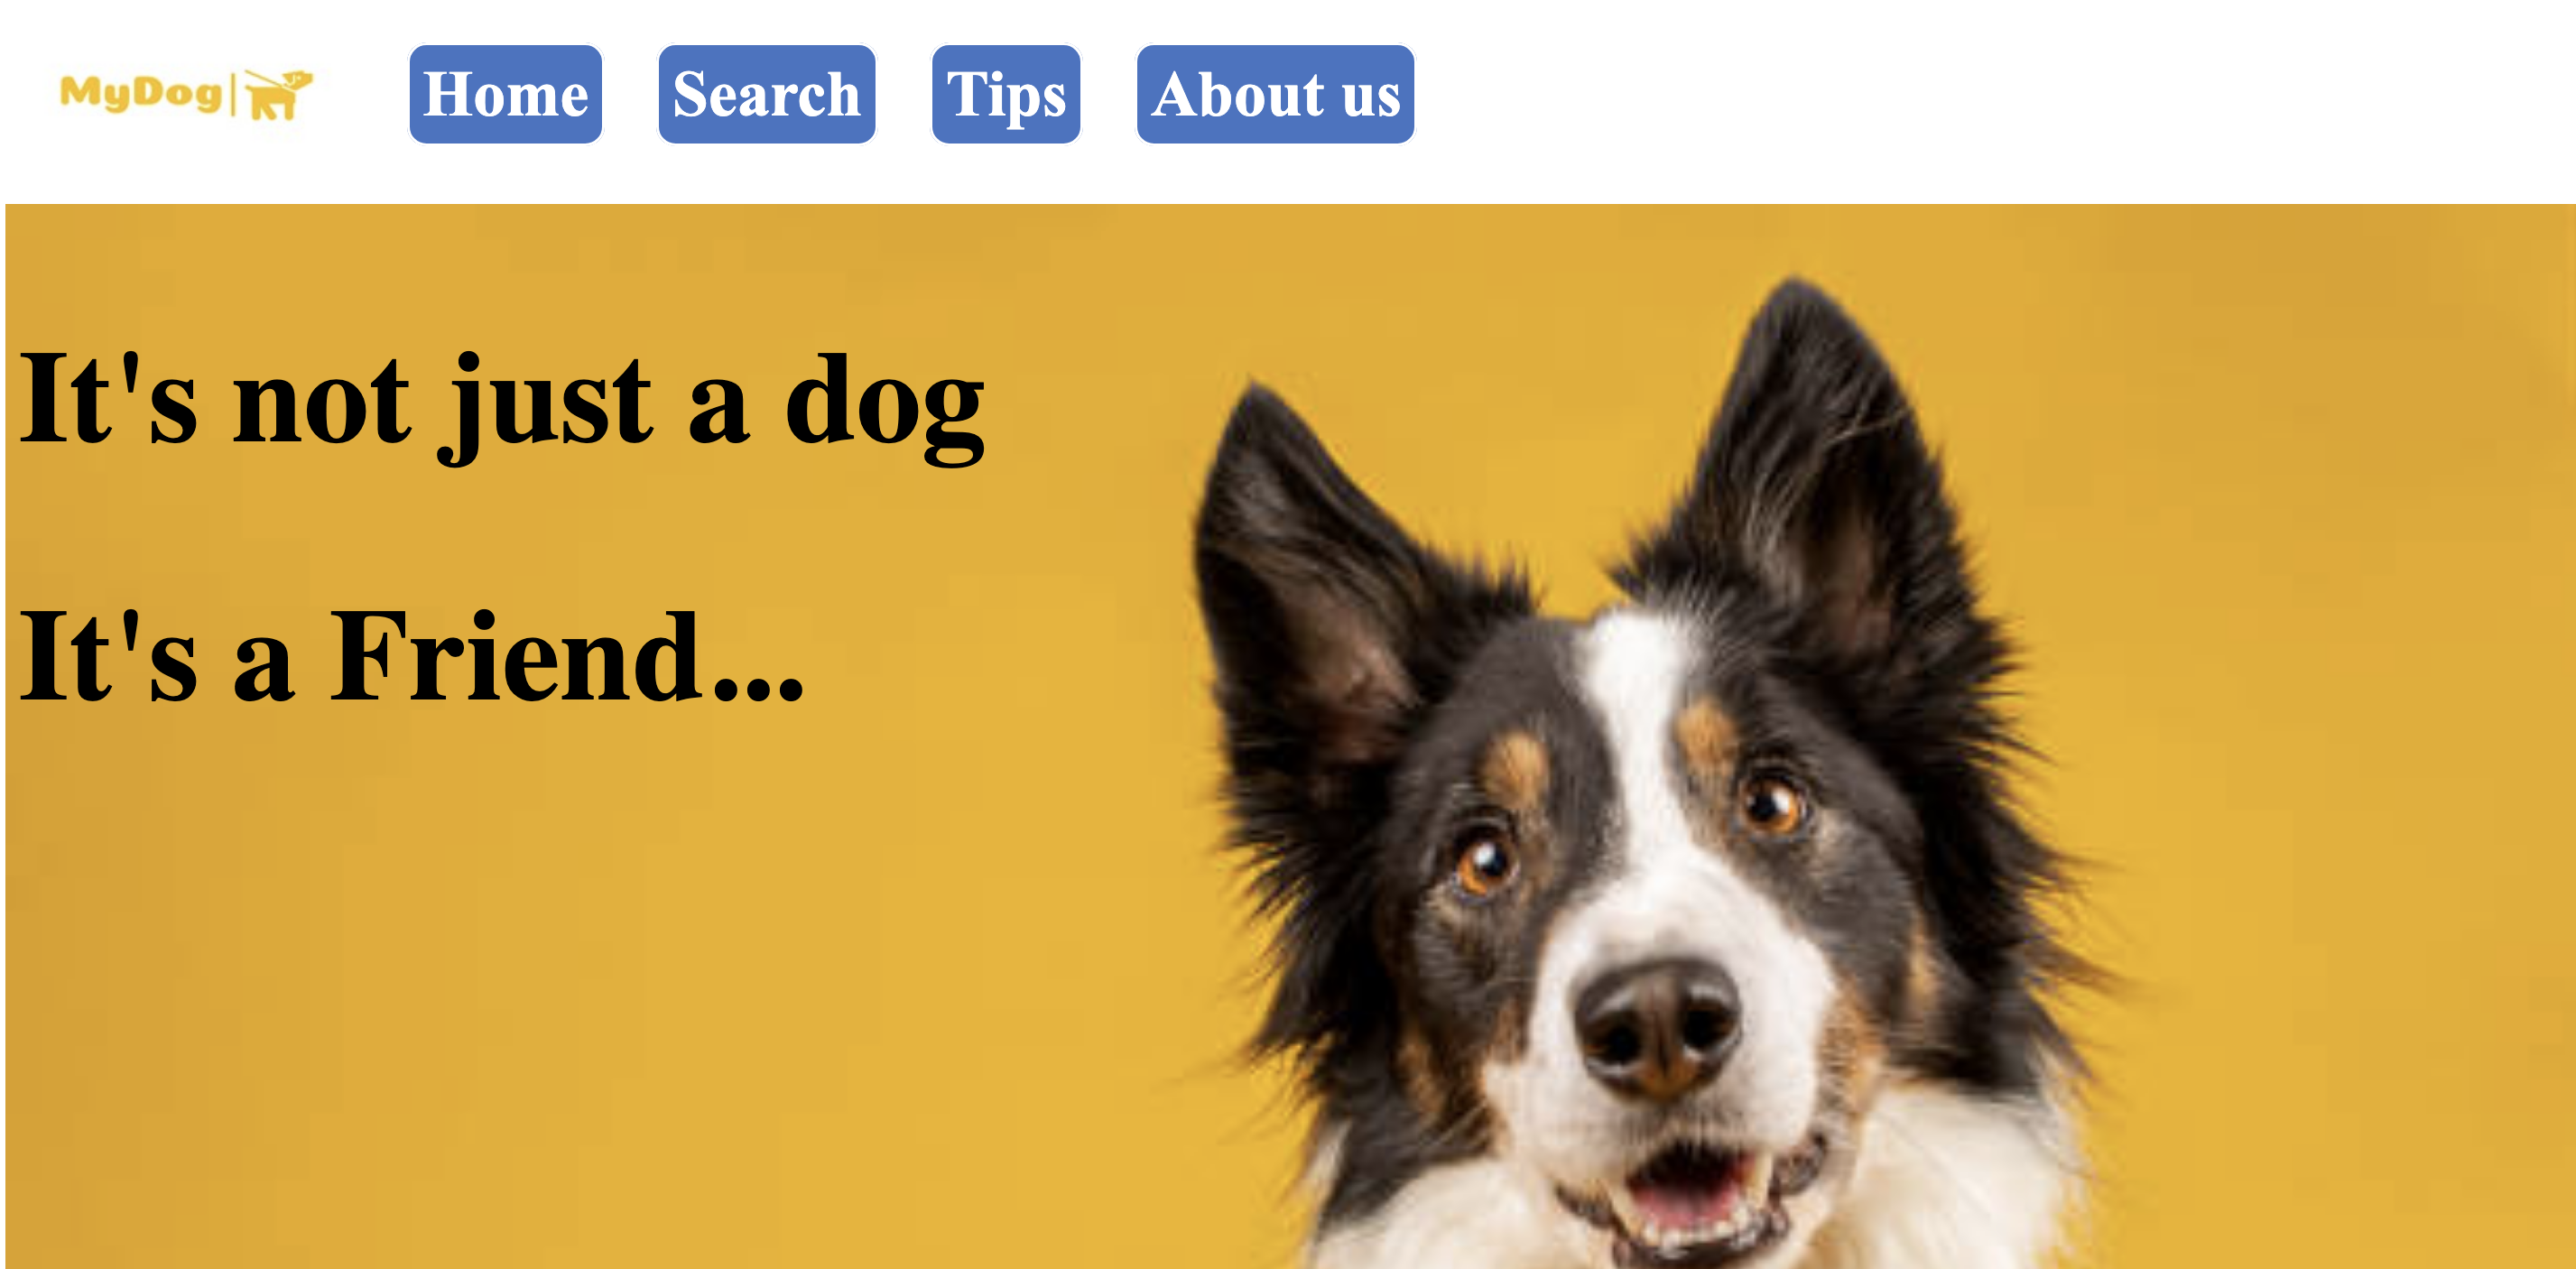 MyDog
Home
Search
Tips
About us
It's not just a dog
It's a Friend...